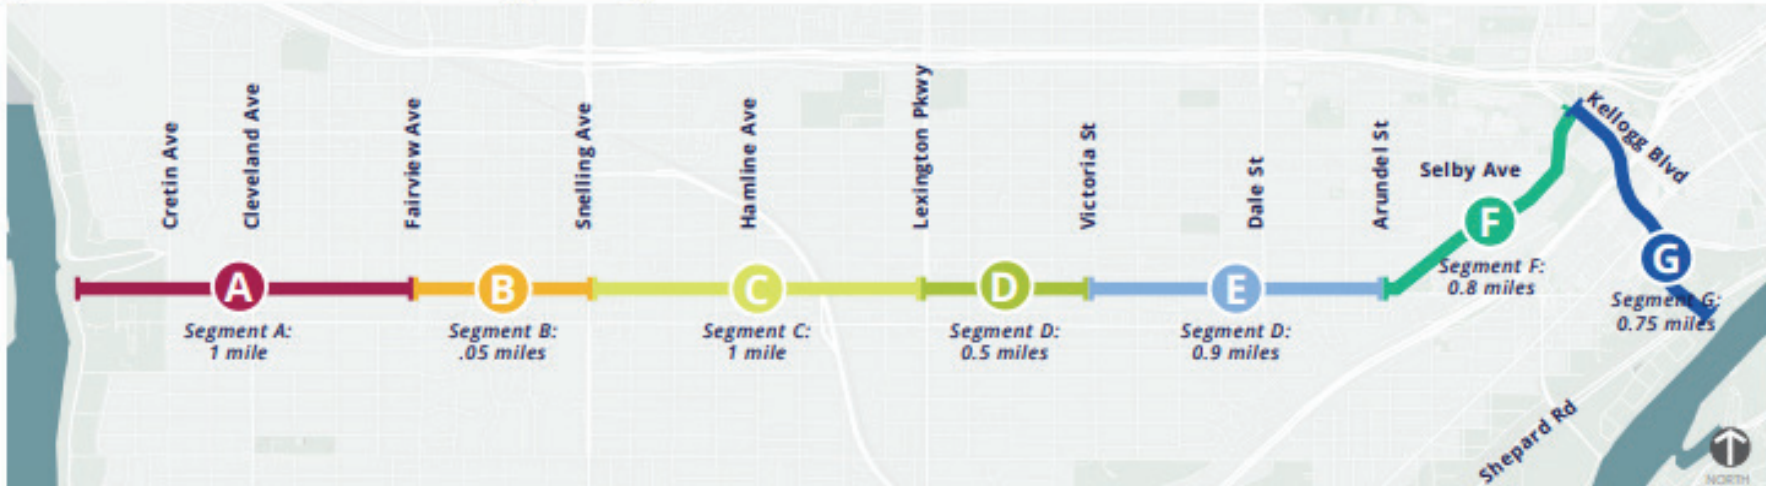 Cretin Ave
Cleveland Ave
Fairview Ave
Snelling Ave
Hamline Ave
Lexington Pkwy
Victoria St
Dale St
Arundel St
Selby Ave
Kellogg Blvd
A
B
C
D
E
F
G
Segment A:
1 mile
Segment B:
.05 miles
Segment C:
1 mile
Segment D:
0.5 miles
Segment D:
0.9 miles
Segment F:
0.8 miles
Segment G:
0.75 miles
Shepard Rd
NORTH